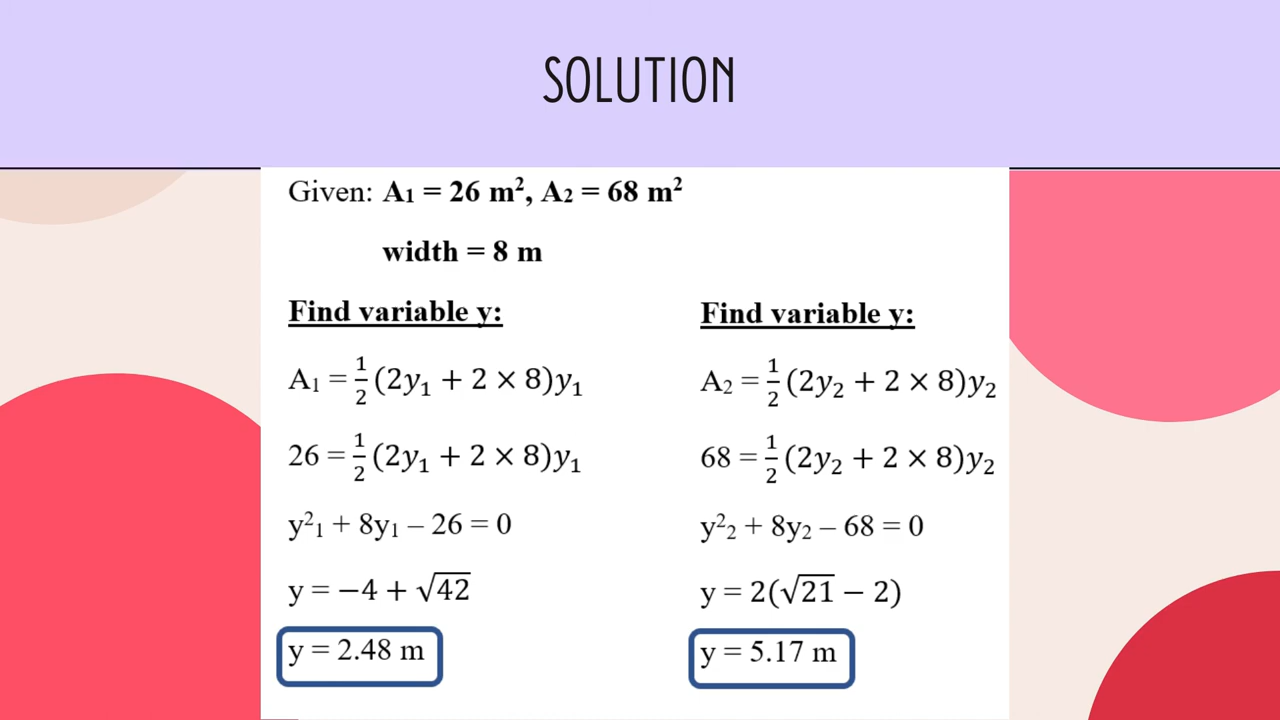 SOLUTION
Given: A₁ = 26 m², A₂ = 68 m²
width = 8 m
Find variable y:
A₁ = 1/2 (2y₁ + 2 × 8)y₁
26 = 1/2 (2y₁ + 2 × 8)y₁
y²₁ + 8y₁ – 26 = 0
y = −4 + √42
y = 2.48 m
Find variable y:
A₂ = 1/2 (2y₂ + 2 × 8)y₂
68 = 1/2 (2y₂ + 2 × 8)y₂
y²₂ + 8y₂ – 68 = 0
y = 2(√21 − 2)
y = 5.17 m